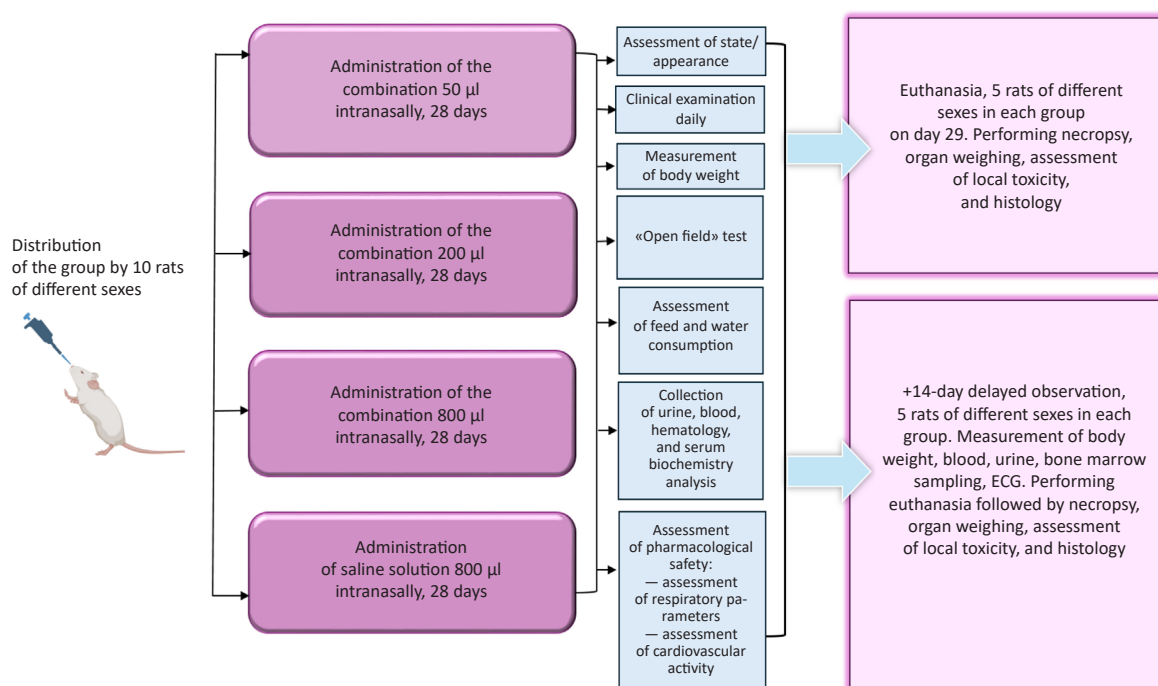 Distribution
of the group by 10 rats
of different sexes
Administration of the
combination 50 µl
intranasally, 28 days
Administration of the
combination 200 µl
intranasally, 28 days
Administration of the
combination 800 µl
intranasally, 28 days
Administration
of saline solution 800 µl
intranasally, 28 days
Assessment of state/
appearance
Clinical examination
daily
Measurement
of body weight
«Open field» test
Assessment
of feed and water
consumption
Collection
of urine, blood,
hematology,
and serum
biochemistry
analysis
Assessment
of pharmacological
safety:
— assessment
of respiratory pa-
rameters
— assessment
of cardiovascular
activity
Euthanasia, 5 rats of different
sexes in each group
on day 29. Performing necropsy,
organ weighing, assessment
of local toxicity,
and histology
+14-day delayed observation,
5 rats of different sexes in each
group. Measurement of body
weight, blood, urine, bone marrow
sampling, ECG. Performing
euthanasia followed by necropsy,
organ weighing, assessment
of local toxicity, and histology